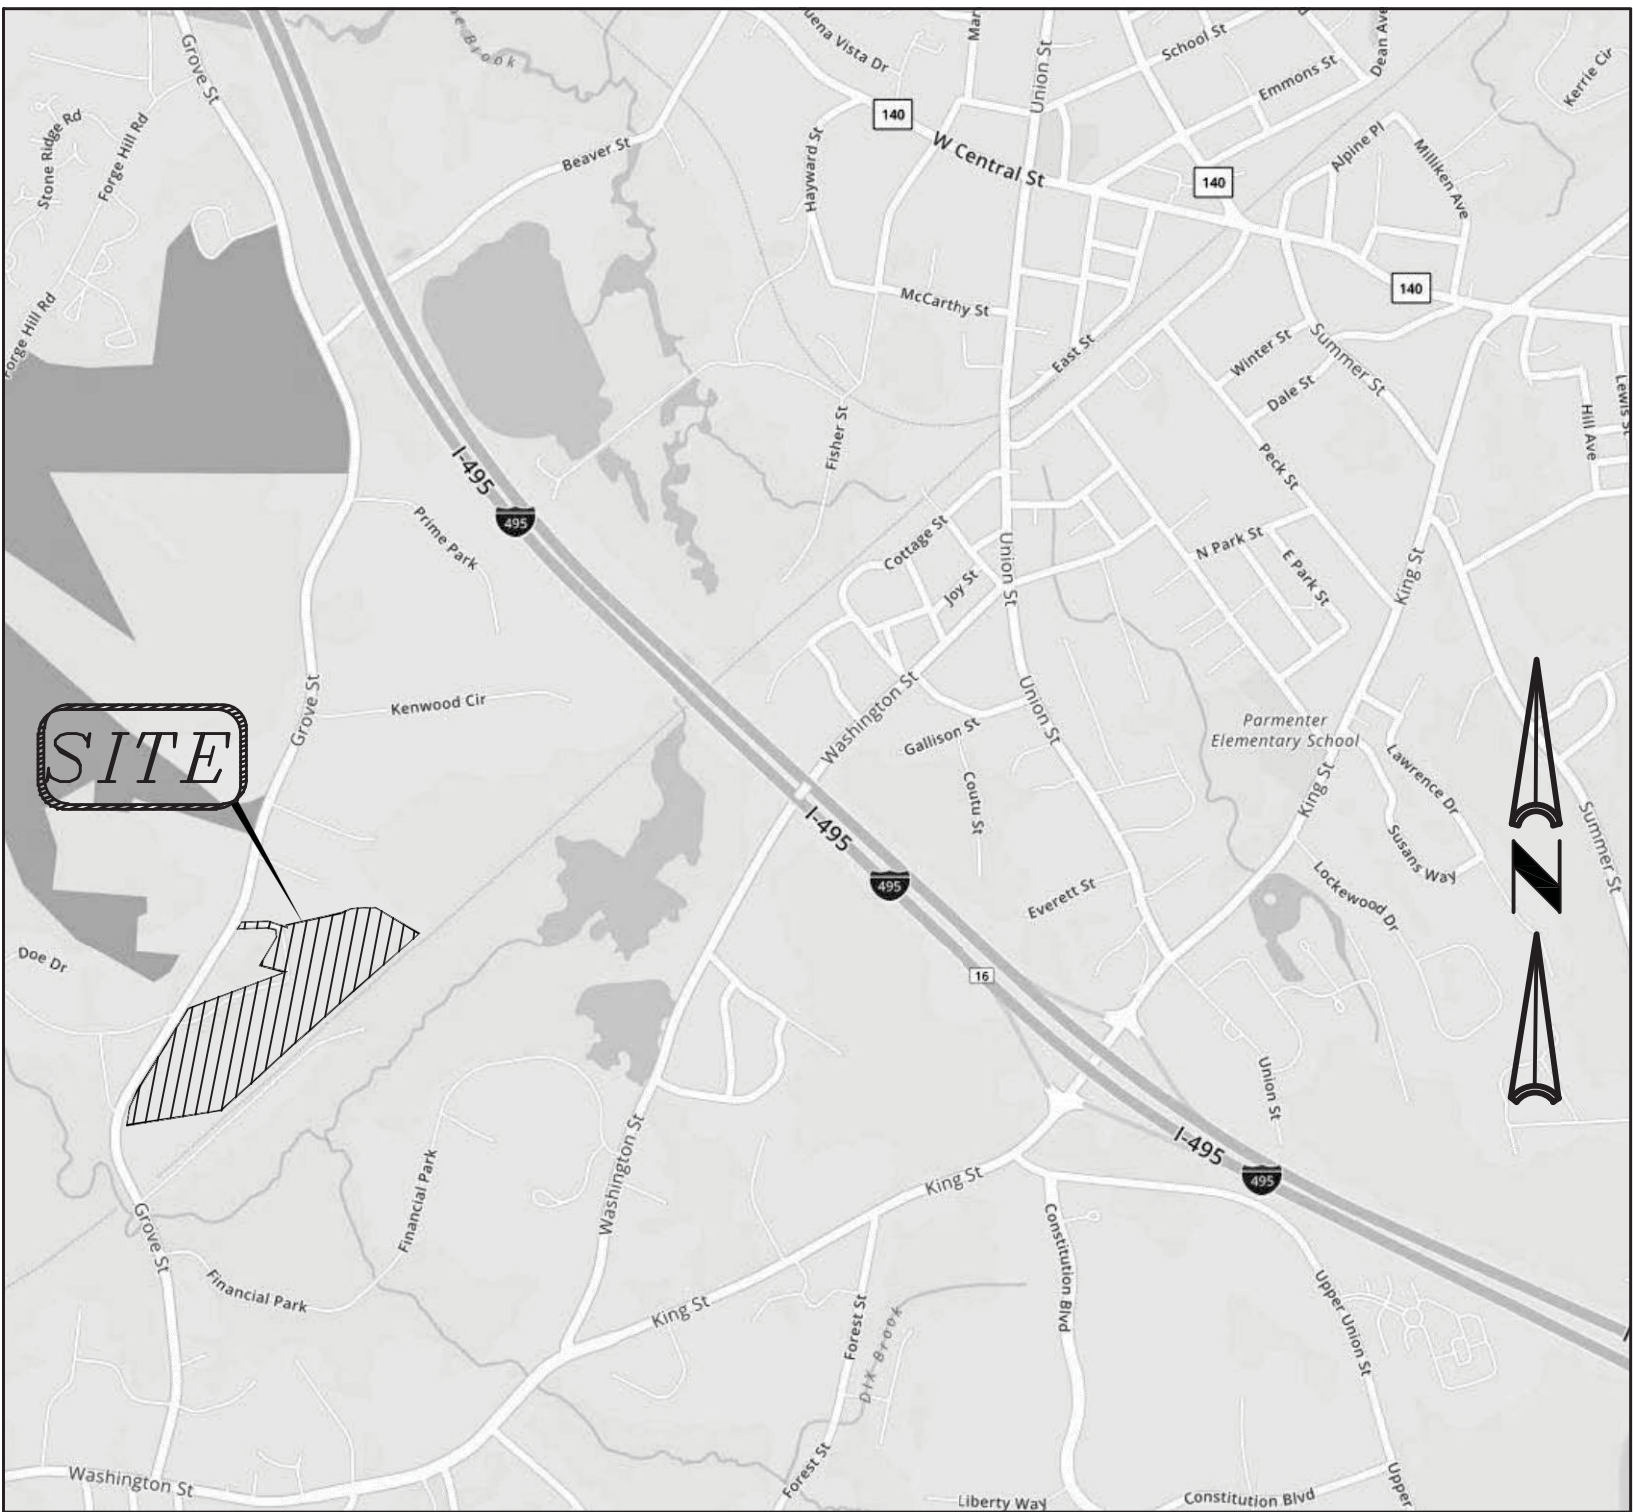 Grove St
Brook
Buena Vista Dr
Union St
School St
Emmons St
Dean Ave
Kerrie Cir
Stone Ridge Rd
Forge Hill Rd
Beaver St
Hayward St
140
W Central St
140
Alpine Pl
Milliken Ave
140
Forge Hill Rd
McCarthy St
East St
Winter St
Summer St
Dale St
Lewis St
Hill Ave
Fisher St
I-495
495
Peck St
Prime Park
Cottage St
Union St
N Park St
E Park St
King St
Joy St
Grove St
Kenwood Cir
Washington St
Union St
Gallison St
Parmenter
Elementary School
SITE
Coutu St
King St
Lawrence Dr
Susans Way
Summer St
I-495
495
Everett St
Lockewood Dr
N
Doe Dr
16
Union St
Washington St
I-495
495
King St
Financial Park
Grove St
Constitution Blvd
Financial Park
King St
Forest St
DIX Brook
Upper Union St
Washington St
Forest St
Liberty Way
Constitution Blvd
Upper